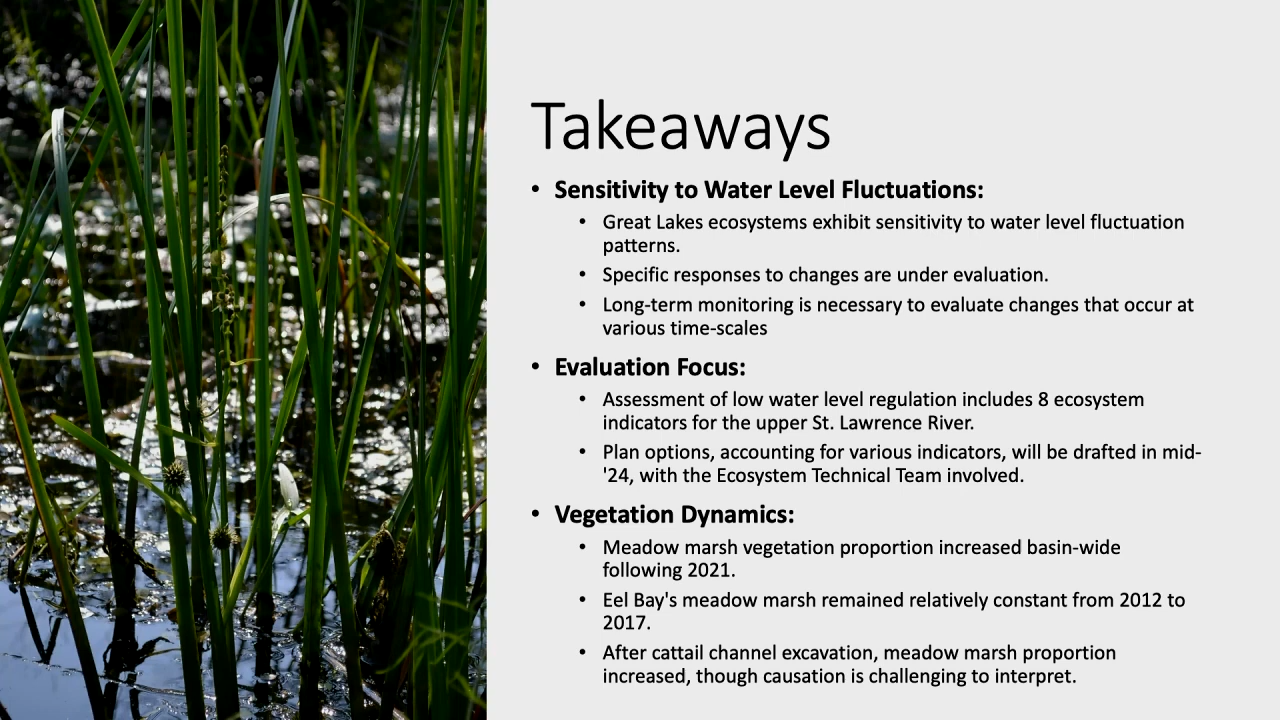 Takeaways
• Sensitivity to Water Level Fluctuations:
• Great Lakes ecosystems exhibit sensitivity to water level fluctuation
patterns.
• Specific responses to changes are under evaluation.
• Long-term monitoring is necessary to evaluate changes that occur at
various time-scales
• Evaluation Focus:
• Assessment of low water level regulation includes 8 ecosystem
indicators for the upper St. Lawrence River.
• Plan options, accounting for various indicators, will be drafted in mid-
'24, with the Ecosystem Technical Team involved.
• Vegetation Dynamics:
• Meadow marsh vegetation proportion increased basin-wide
following 2021.
• Eel Bay's meadow marsh remained relatively constant from 2012 to
2017.
• After cattail channel excavation, meadow marsh proportion
increased, though causation is challenging to interpret.